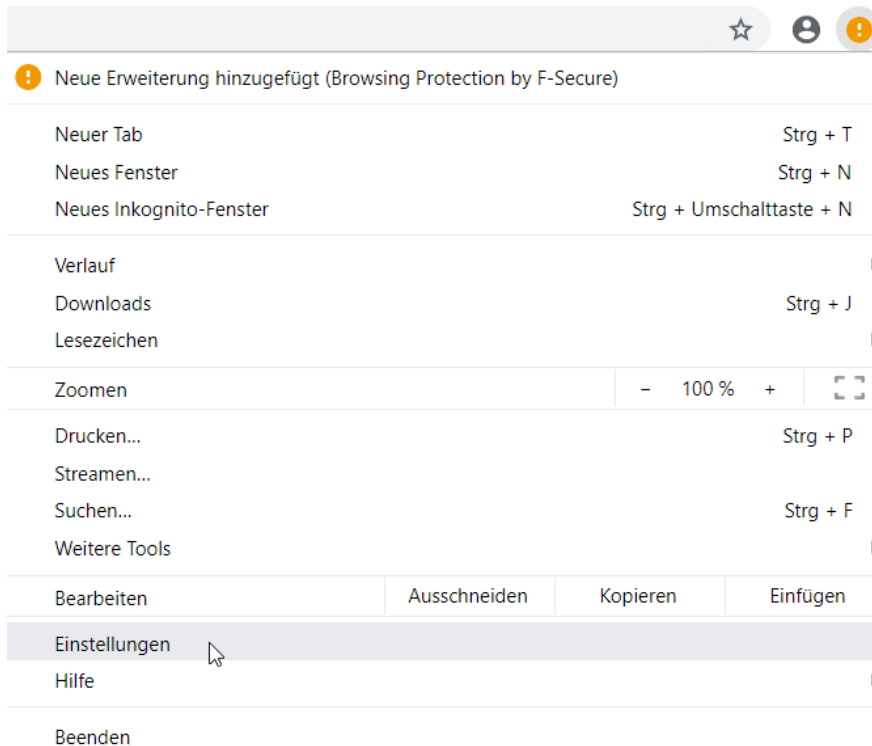 Neue Erweiterung hinzugefügt (Browsing Protection by F-Secure)
Neuer Tab Strg + T
Neues Fenster Strg + N
Neues Inkognito-Fenster Strg + Umschalttaste + N
Verlauf
Downloads Strg + J
Lesezeichen
Zoomen − 100 % +
Drucken... Strg + P
Streamen...
Suchen... Strg + F
Weitere Tools
Bearbeiten Ausschneiden Kopieren Einfügen
Einstellungen
Hilfe
Beenden